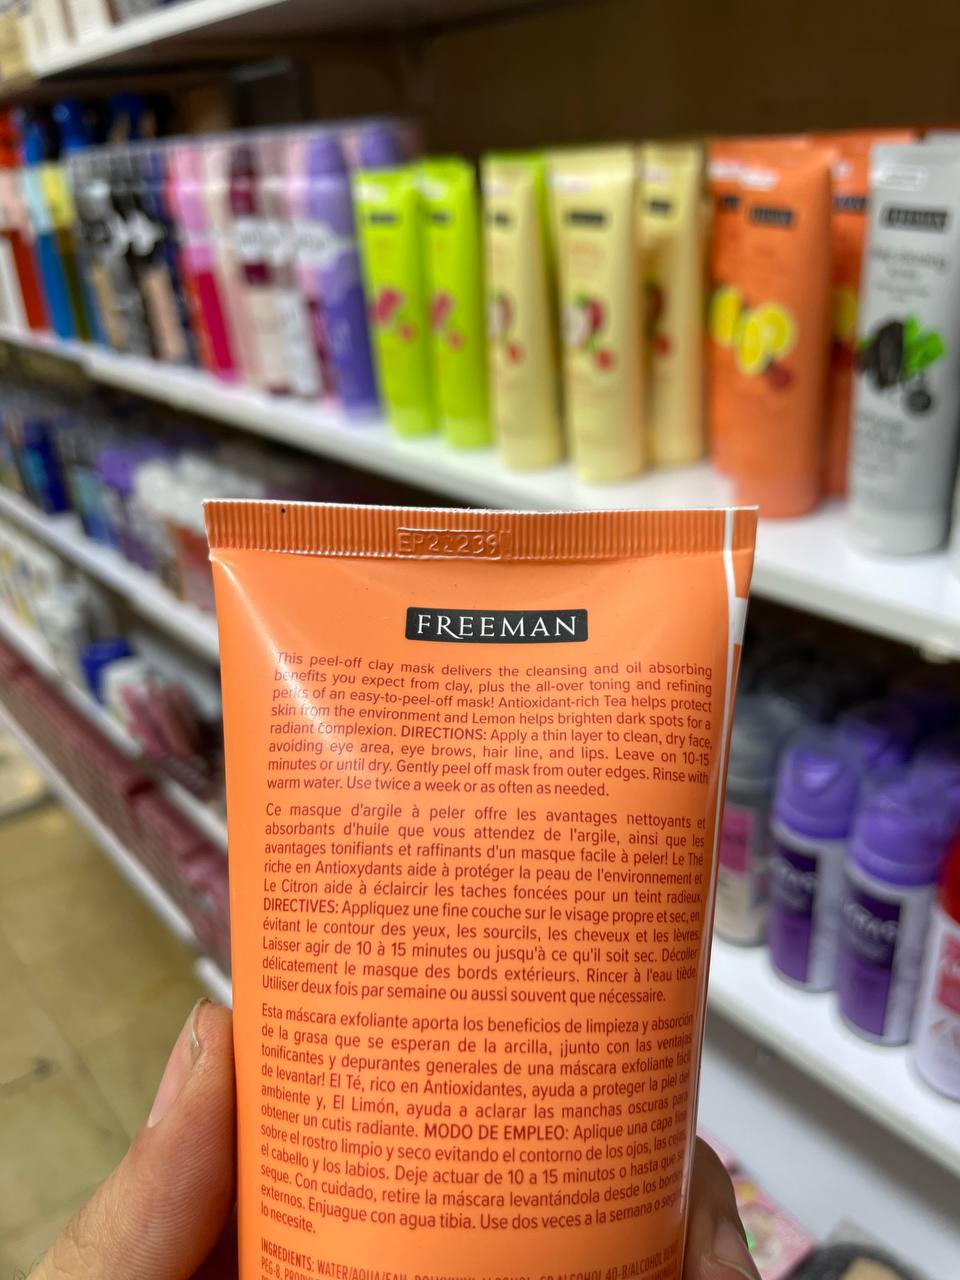 FREEMAN
FREEMAN
This peel-off clay mask delivers the cleansing and oil absorbing
benefits you expect from clay, plus the all-over toning and refining
perks of an easy-to-peel-off mask! Antioxidant-rich Tea helps protect
skin from the environment and Lemon helps brighten dark spots for a
radiant complexion. DIRECTIONS: Apply a thin layer to clean, dry face,
avoiding eye area, eye brows, hair line, and lips. Leave on 10-15
minutes or until dry. Gently peel off mask from outer edges. Rinse with
warm water. Use twice a week or as often as needed.
Ce masque d'argile à peler offre les avantages nettoyants et
absorbants d'huile que vous attendez de l'argile, ainsi que les
avantages tonifiants et raffinants d'un masque facile à peler! Le Thé
riche en Antioxydants aide à protéger la peau de l'environnement et
Le Citron aide à éclaircir les taches foncées pour un teint radieux.
DIRECTIVES: Appliquez une fine couche sur le visage propre et sec, en
évitant le contour des yeux, les sourcils, les cheveux et les lèvres.
Laisser agir de 10 à 15 minutes ou jusqu'à ce qu'il soit sec. Décoller
délicatement le masque des bords extérieurs. Rincer à l'eau tiède.
Utiliser deux fois par semaine ou aussi souvent que nécessaire.
Esta máscara exfoliante aporta los beneficios de limpieza y absorción
de la grasa que se esperan de la arcilla, ¡junto con las ventajas
tonificantes y depurantes generales de una máscara exfoliante fácil
de levantar! El Té, rico en Antioxidantes, ayuda a proteger la piel del
ambiente y, El Limón, ayuda a aclarar las manchas oscuras para
obtener un cutis radiante. MODO DE EMPLEO: Aplique una capa fina
sobre el rostro limpio y seco evitando el contorno de los ojos, las cejas,
el cabello y los labios. Deje actuar de 10 a 15 minutos o hasta que se
seque. Con cuidado, retire la máscara levantándola desde los bordes
externos. Enjuague con agua tibia. Use dos veces a la semana o según
lo necesite.
INGREDIENTS: WATER/AQUA/EAU, POLYVINYL ALCOHOL, SD ALCOHOL 40-B/ALCOHOL DENAT.
PEG-8,